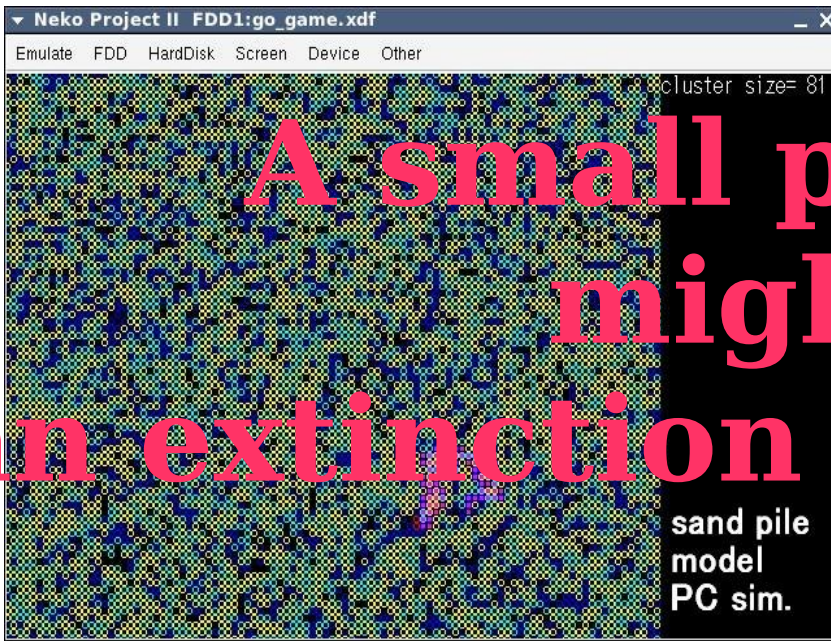 Neko Project II FDD1:go_game.xdf
Emulate FDD HardDisk Screen Device Other
cluster size= 81
A small
extinction
sand pile
model
PC sim.